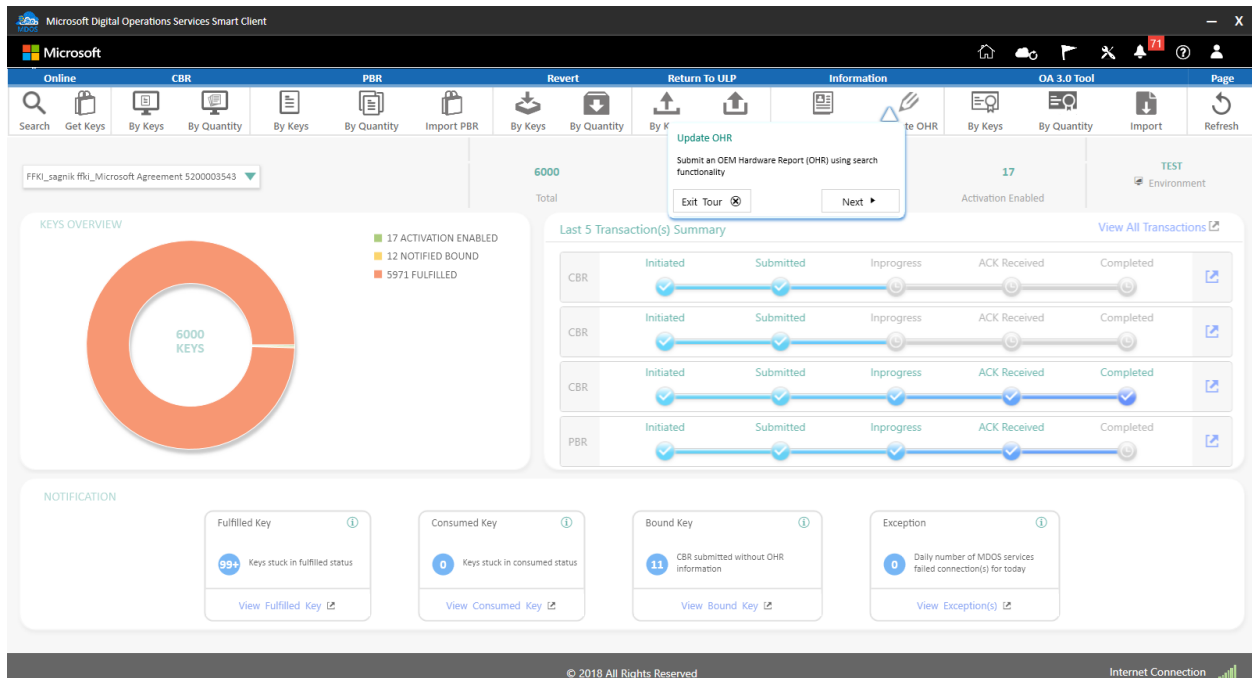 MDOS
Microsoft Digital Operations Services Smart Client
X
Microsoft
71
Online CBR PBR Revert Return To ULP Information OA 3.0 Tool Page
Search Get Keys By Keys By Quantity By Keys By Quantity Import PBR By Keys By Quantity By K te OHR By Keys By Quantity Import Refresh
Update OHR
Submit an OEM Hardware Report (OHR) using search
functionality
Exit Tour Next
FFKI_sagnik ffki_Microsoft Agreement 5200003543
6000
Total
17
Activation Enabled
TEST
Environment
KEYS OVERVIEW
17 ACTIVATION ENABLED
12 NOTIFIED BOUND
5971 FULFILLED
6000
KEYS
Last 5 Transaction(s) Summary
View All Transactions
CBR Initiated Submitted Inprogress ACK Received Completed
CBR Initiated Submitted Inprogress ACK Received Completed
CBR Initiated Submitted Inprogress ACK Received Completed
PBR Initiated Submitted Inprogress ACK Received Completed
NOTIFICATION
Fulfilled Key
99+ Keys stuck in fulfilled status
View Fulfilled Key
Consumed Key
0 Keys stuck in consumed status
View Consumed Key
Bound Key
11 CBR submitted without OHR
information
View Bound Key
Exception
0 Daily number of MDOS services
failed connection(s) for today
View Exception(s)
© 2018 All Rights Reserved
Internet Connection